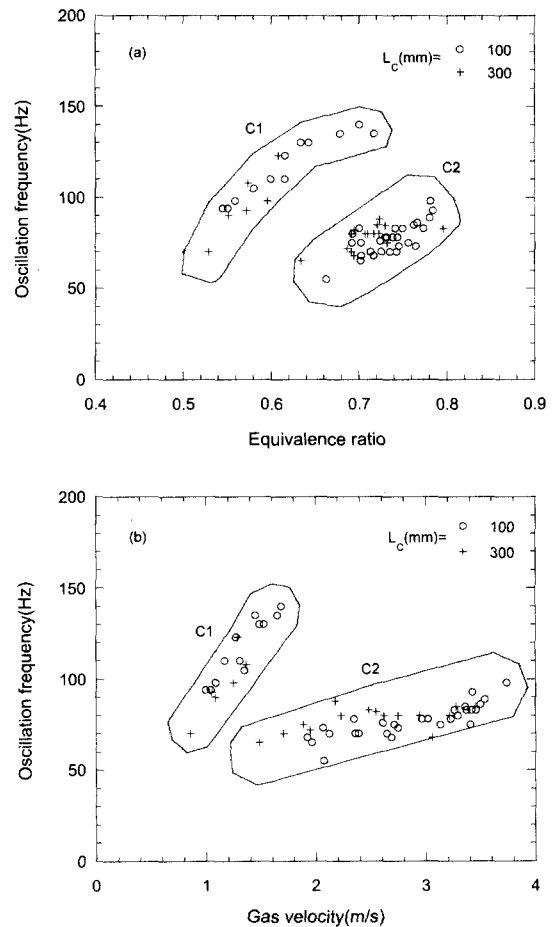 (a)
L_C(mm)= 100
300
C1
C2
Oscillation frequency(Hz)
200
150
100
50
0
0.4 0.5 0.6 0.7 0.8 0.9
Equivalence ratio
(b)
L_C(mm)= 100
300
C1
C2
Oscillation frequency(Hz)
200
150
100
50
0
0 1 2 3 4
Gas velocity(m/s)